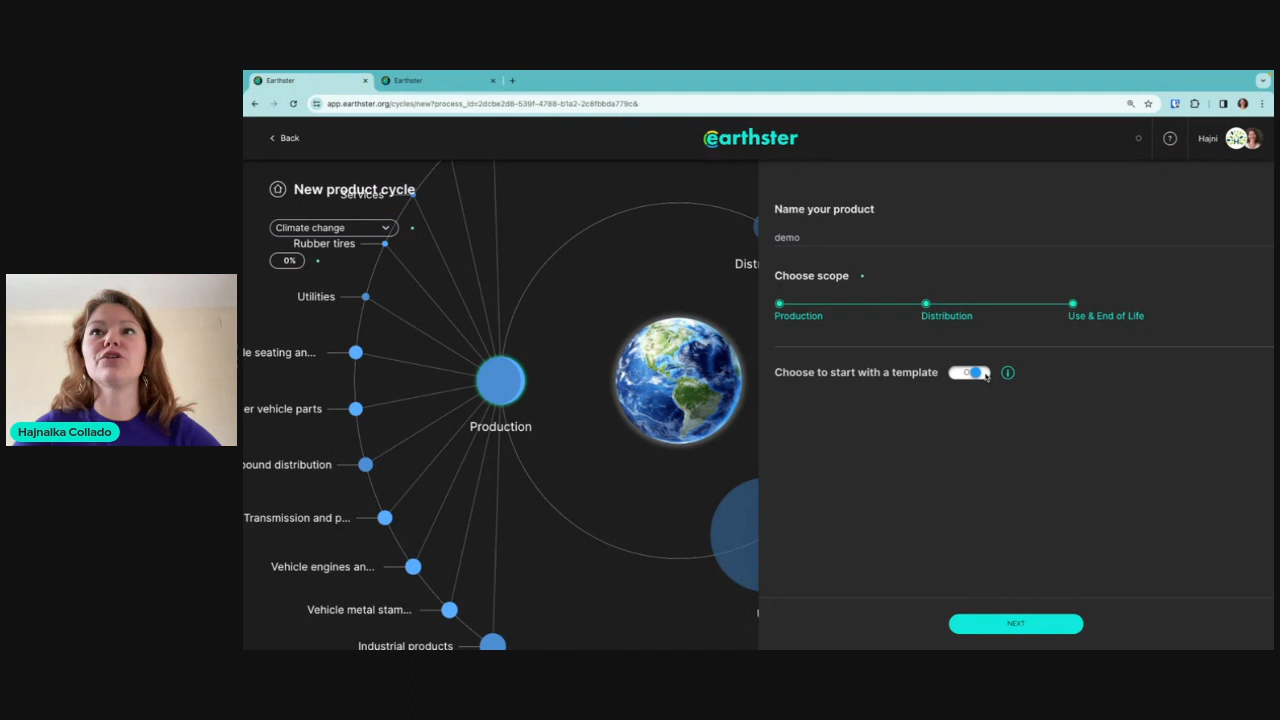 Earthster
Earthster
app.earthster.org/cycles/new?process_id=2dcbe2d8-539f-4788-b1a2-2c8fbbda779c&
Back
earthster
Hajni
New product cycle
Services
Climate change
Rubber tires
0%
Utilities
le seating an...
er vehicle parts
ound distribution
Transmission and p...
Vehicle engines an...
Vehicle metal stam...
Industrial products
Production
Dist
Name your product
demo
Choose scope
Production
Distribution
Use & End of Life
Choose to start with a template
NEXT
Hajnalka Collado